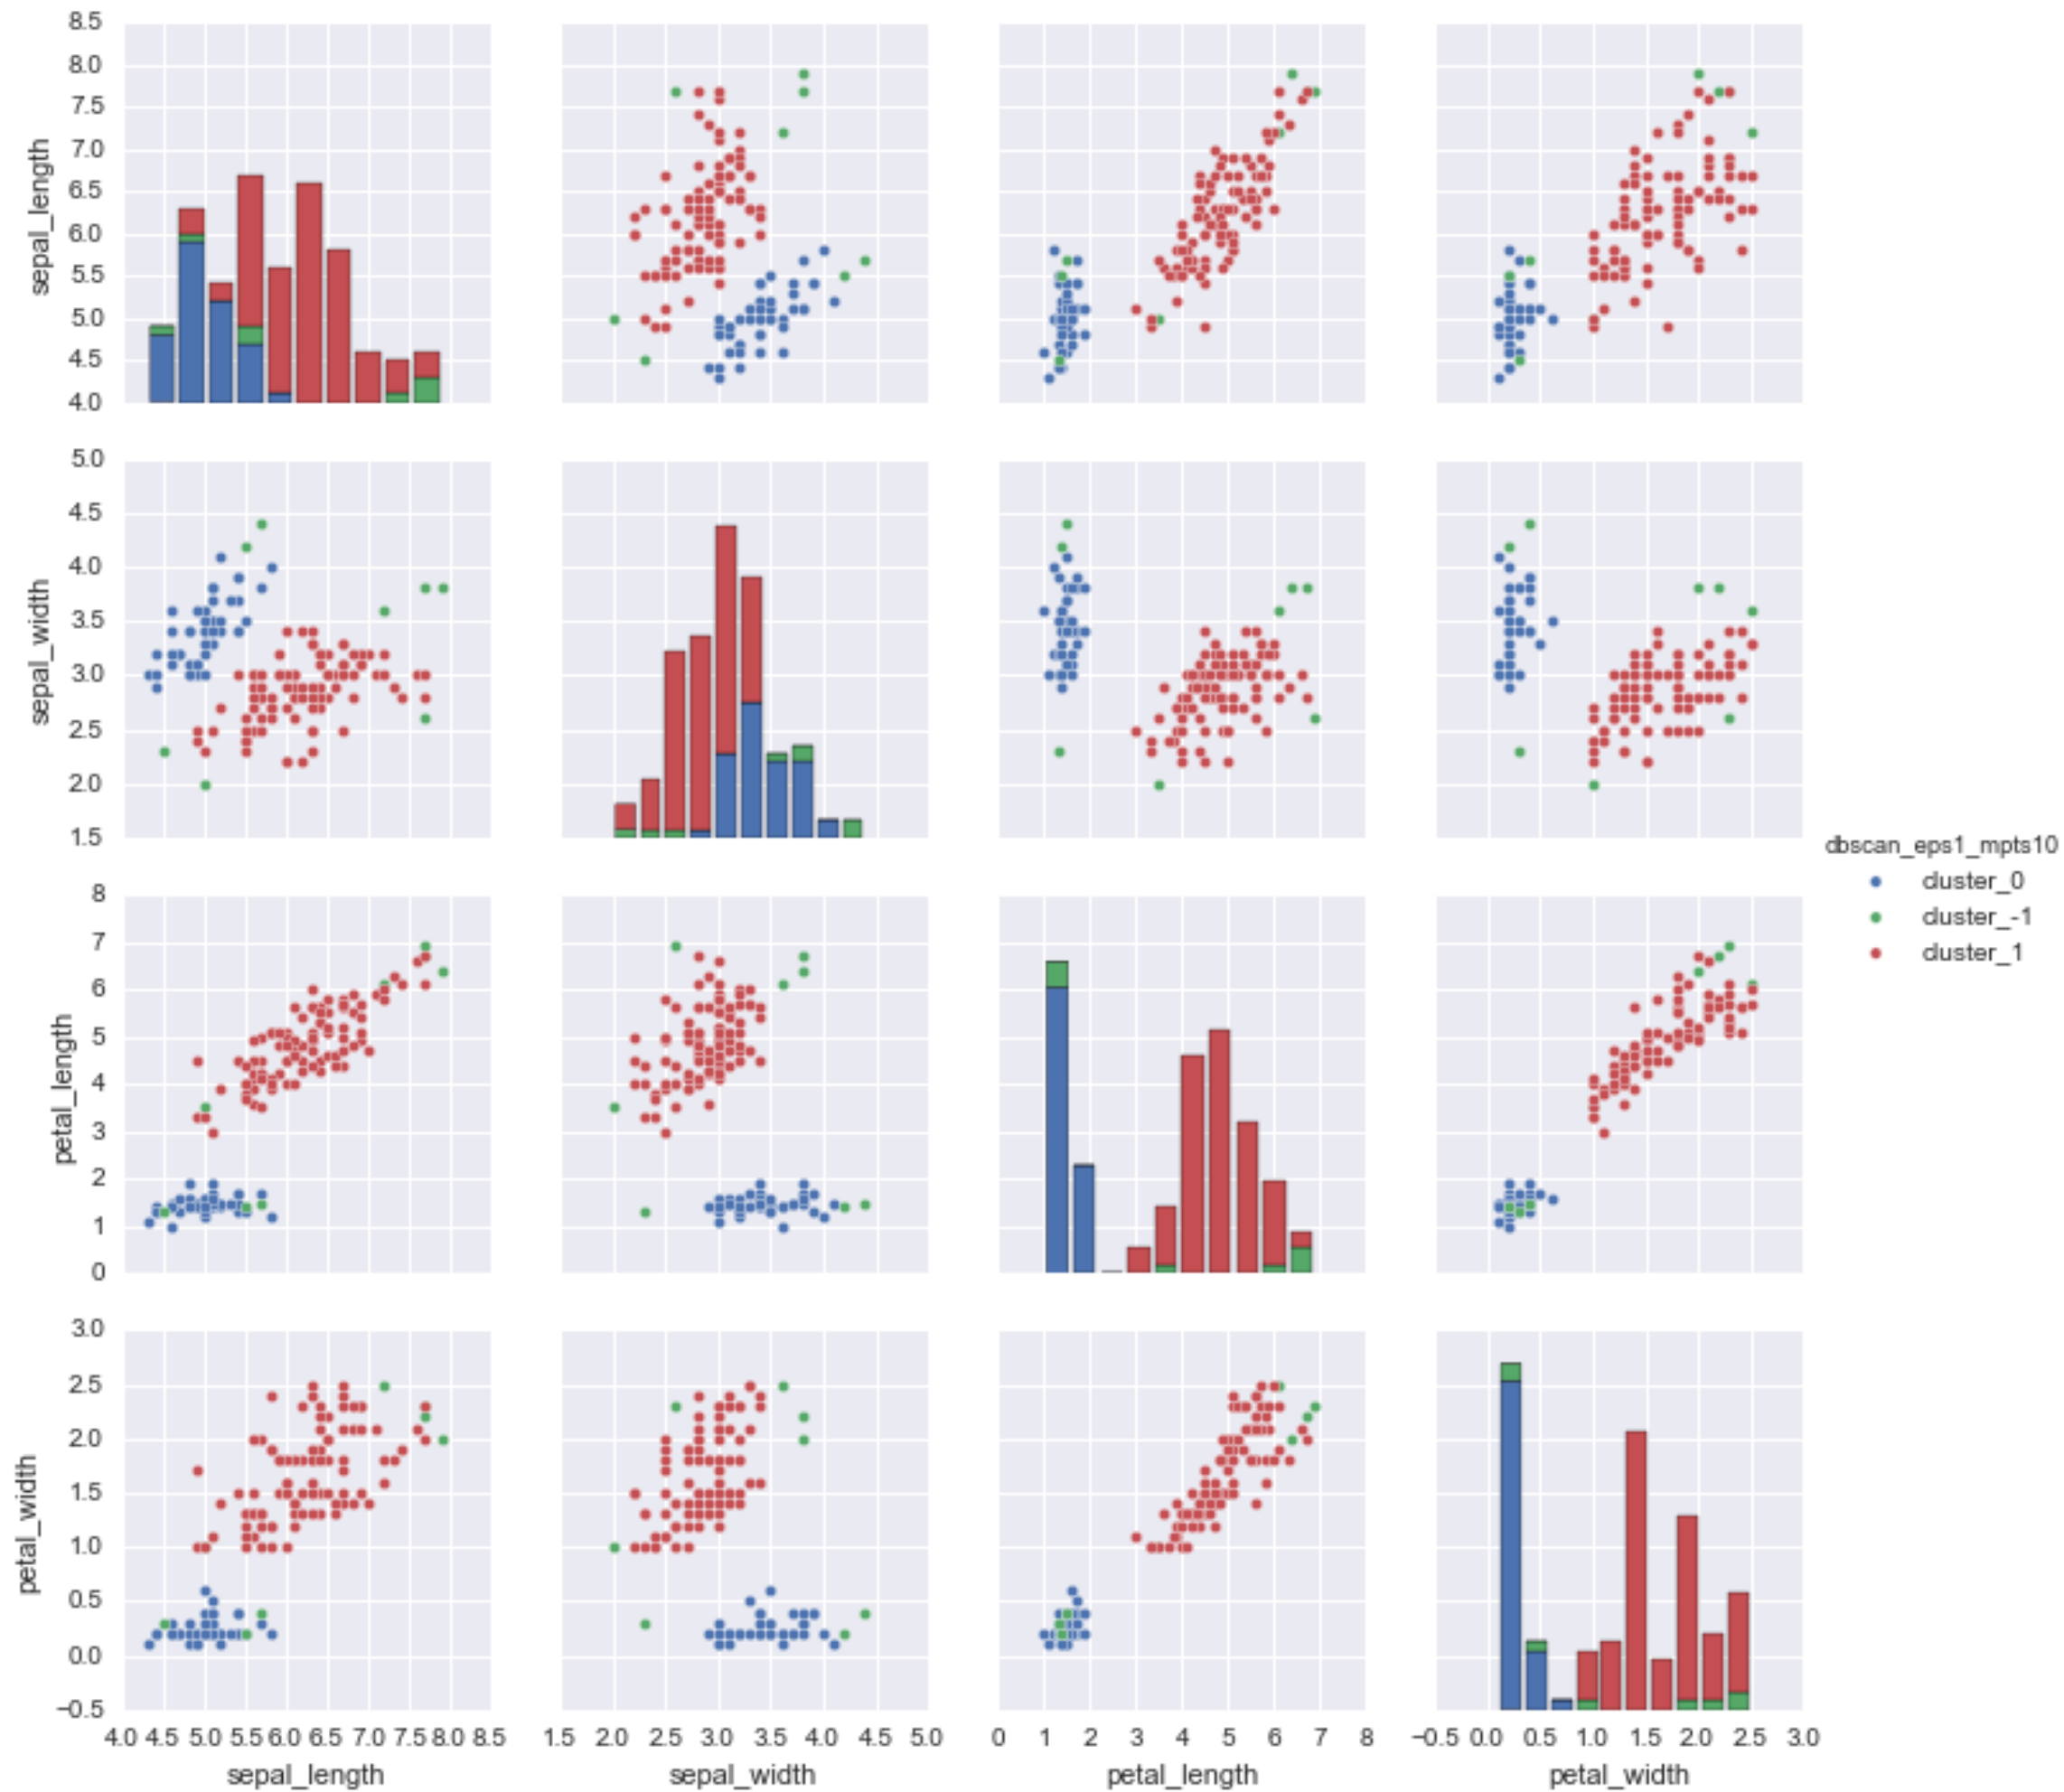 8.5
8.0
7.5
7.0
6.5
6.0
5.5
5.0
4.5
4.0
sepal_length
5.0
4.5
4.0
3.5
3.0
2.5
2.0
1.5
sepal_width
dbscan_eps1_mpts10
cluster_0
cluster_-1
cluster_1
8
7
6
5
4
3
2
1
0
petal_length
3.0
2.5
2.0
1.5
1.0
0.5
0.0
−0.5
petal_width
4.0 4.5 5.0 5.5 6.0 6.5 7.0 7.5 8.0 8.5
sepal_length
1.5 2.0 2.5 3.0 3.5 4.0 4.5 5.0
sepal_width
0 1 2 3 4 5 6 7 8
petal_length
−0.5 0.0 0.5 1.0 1.5 2.0 2.5 3.0
petal_width